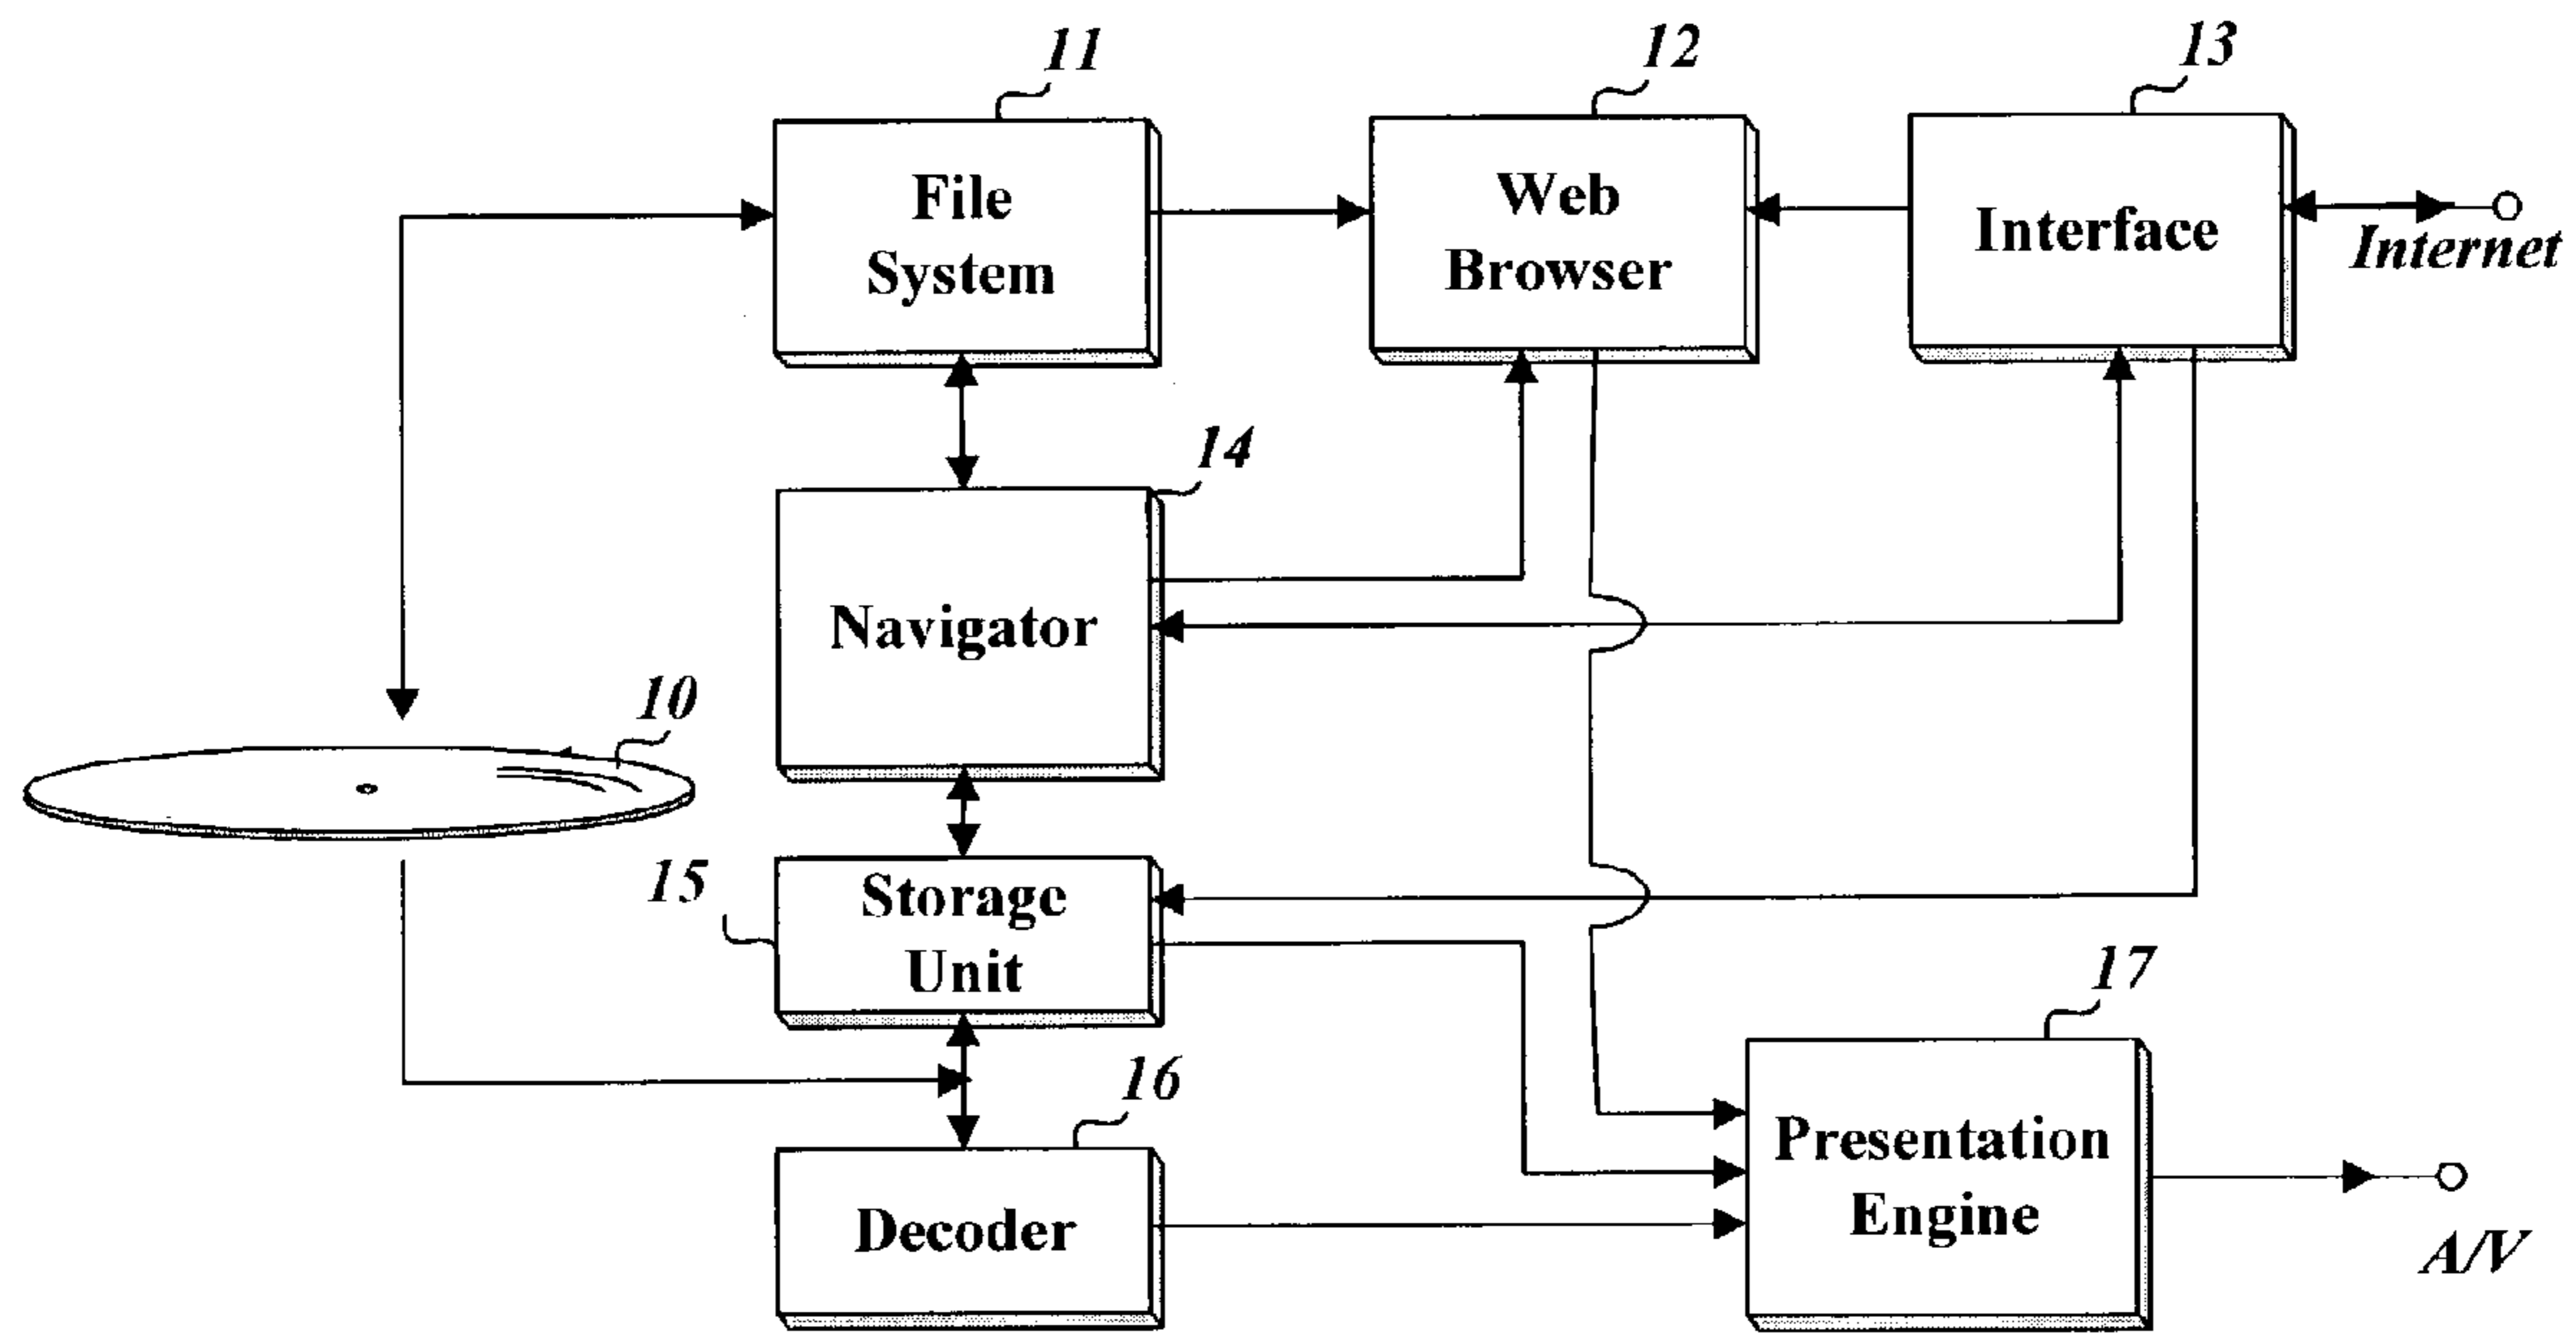 11
12
13
File
System
Web
Browser
Interface
Internet
14
Navigator
10
15
Storage
Unit
16
17
Decoder
Presentation
Engine
A/V